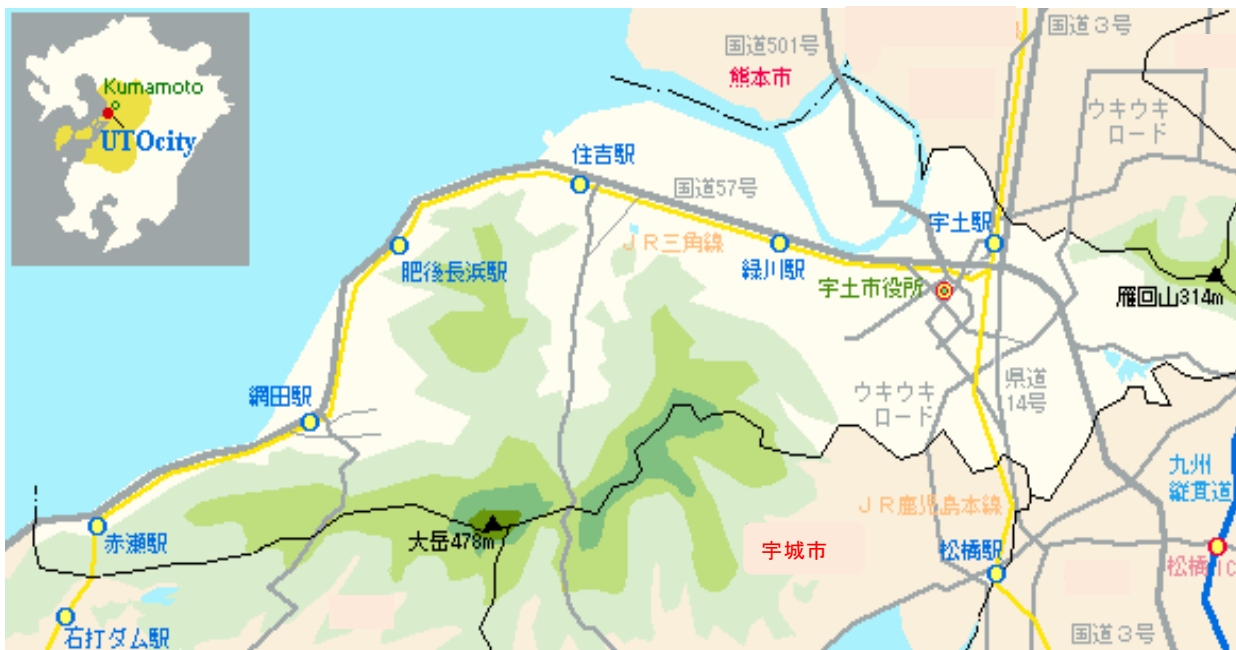 Kumamoto
UTOcity
国道501号
国道3号
熊本市
ウキウキ
ロード
住吉駅
国道57号
宇土駅
JR三角線
肥後長浜駅
緑川駅
宇土市役所
雁回山314m
網田駅
ウキウキ
ロード
県道
14号
九州
縦貫道
JR鹿児島本線
赤瀬駅
大岳478m
宇城市
松橋駅
松橋IC
石打ダム駅
国道3号